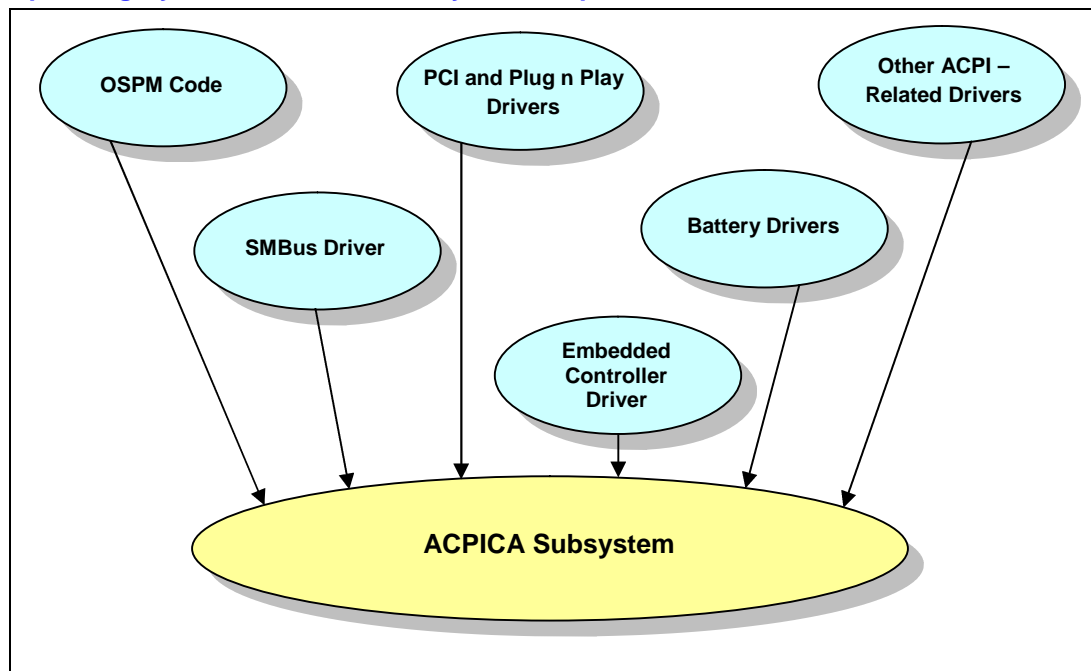 OSPM Code
PCI and Plug n Play
Drivers
Other ACPI –
Related Drivers
SMBus Driver
Battery Drivers
Embedded
Controller
Driver
ACPICA Subsystem